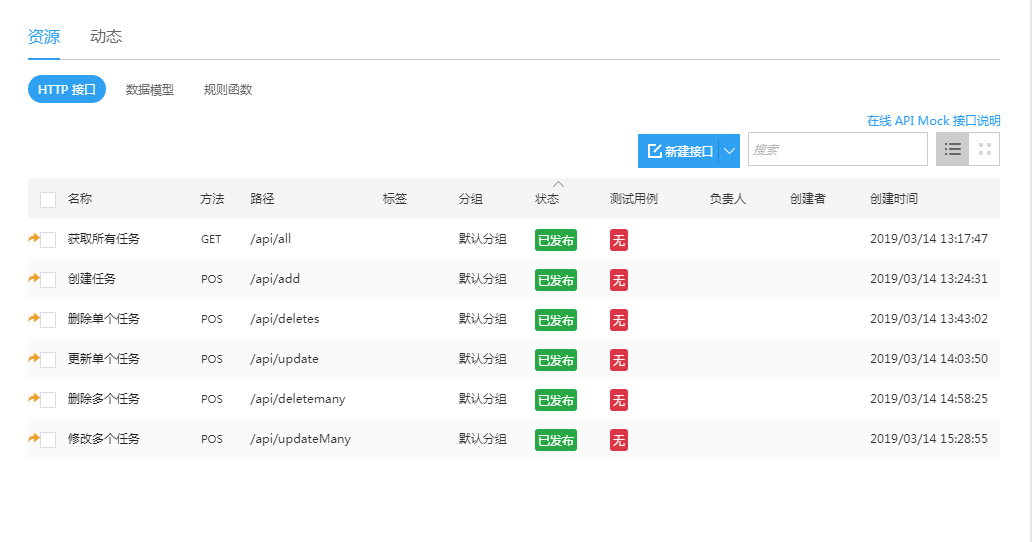 资源 动态
HTTP 接口 数据模型 规则函数
在线 API Mock 接口说明
新建接口 搜索
名称 方法 路径 标签 分组 状态 测试用例 负责人 创建者 创建时间
获取所有任务 GET /api/all 默认分组 已发布 无 2019/03/14 13:17:47
创建任务 POS /api/add 默认分组 已发布 无 2019/03/14 13:24:31
删除单个任务 POS /api/deletes 默认分组 已发布 无 2019/03/14 13:43:02
更新单个任务 POS /api/update 默认分组 已发布 无 2019/03/14 14:03:50
删除多个任务 POS /api/deletemany 默认分组 已发布 无 2019/03/14 14:58:25
修改多个任务 POS /api/updateMany 默认分组 已发布 无 2019/03/14 15:28:55